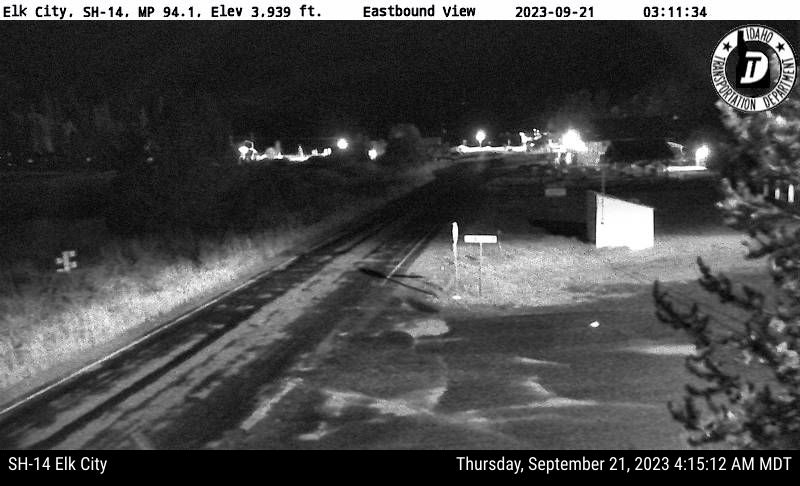 Elk City, SH-14, MP 94.1, Elev 3,939 ft. Eastbound View 2023-09-21 03:11:34
IDAHO
TRANSPORTATION DEPARTMENT
SH-14 Elk City Thursday, September 21, 2023 4:15:12 AM MDT